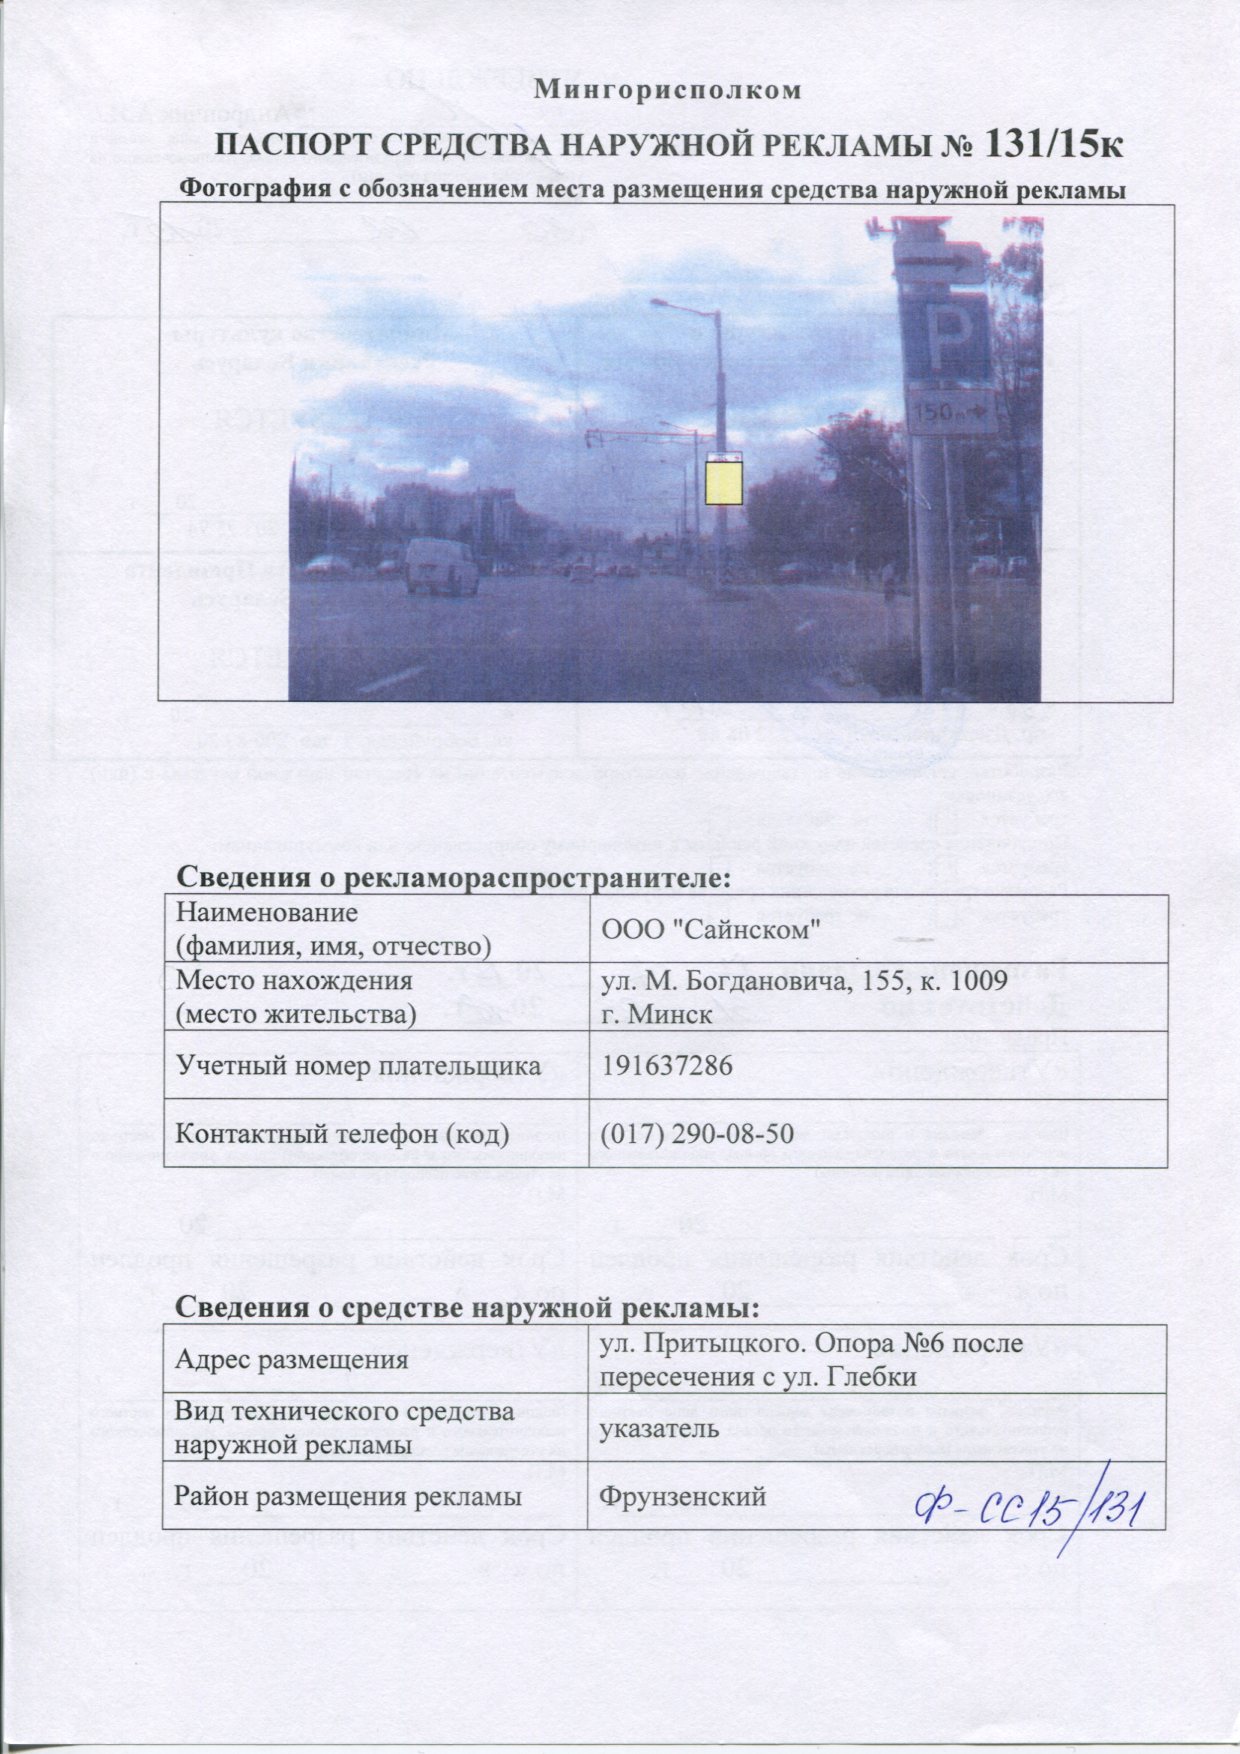 Мингорисполком
ПАСПОРТ СРЕДСТВА НАРУЖНОЙ РЕКЛАМЫ № 131/15к
Фотография с обозначением места размещения средства наружной рекламы
P
150м
Сведения о рекламораспространителе:
Наименование
(фамилия, имя, отчество)
ООО "Сайнском"
Место нахождения
(место жительства)
ул. М. Богдановича, 155, к. 1009
г. Минск
Учетный номер плательщика
191637286
Контактный телефон (код)
(017) 290-08-50
Сведения о средстве наружной рекламы:
Адрес размещения
ул. Притыцкого. Опора №6 после
пересечения с ул. Глебки
Вид технического средства
наружной рекламы
указатель
Район размещения рекламы
Фрунзенский
Ф-СС15/131